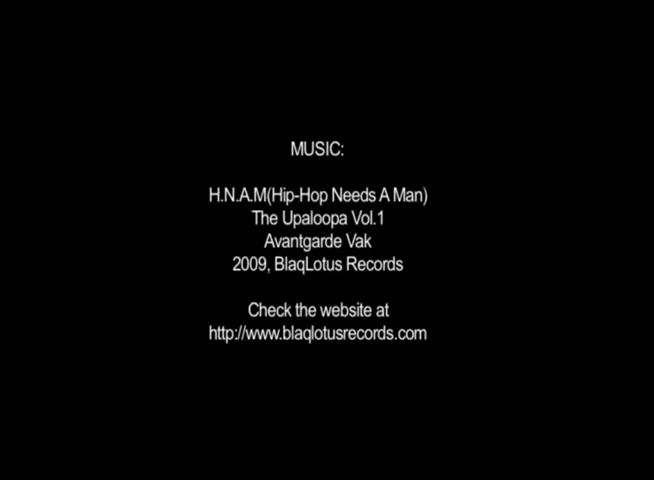 MUSIC:
H.N.A.M(Hip-Hop Needs A Man)
The Upaloopa Vol.1
Avantgarde Vak
2009, BlaqLotus Records
Check the website at
http://www.blaqlotusrecords.com